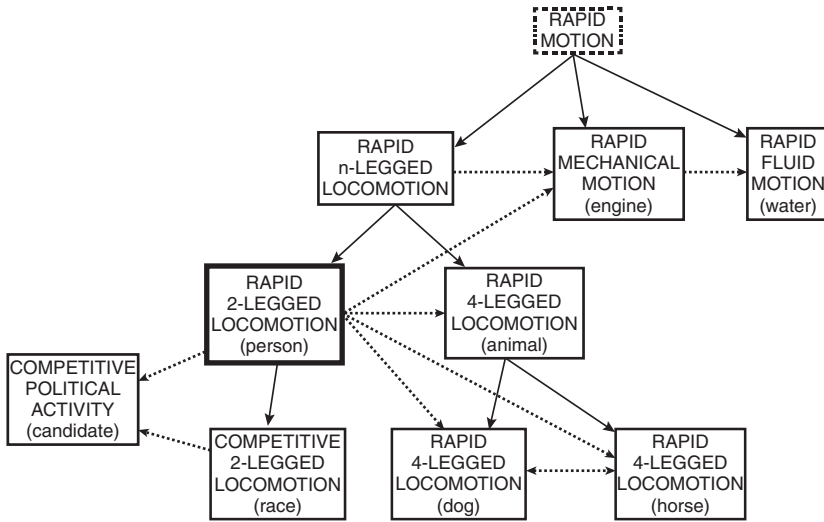 RAPID
MOTION
RAPID
n-LEGGED
LOCOMOTION
RAPID
MECHANICAL
MOTION
(engine)
RAPID
FLUID
MOTION
(water)
RAPID
2-LEGGED
LOCOMOTION
(person)
RAPID
4-LEGGED
LOCOMOTION
(animal)
COMPETITIVE
POLITICAL
ACTIVITY
(candidate)
COMPETITIVE
2-LEGGED
LOCOMOTION
(race)
RAPID
4-LEGGED
LOCOMOTION
(dog)
RAPID
4-LEGGED
LOCOMOTION
(horse)